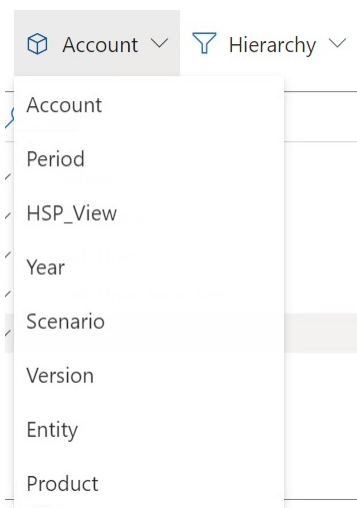 Account Hierarchy
Account
Period
HSP_View
Year
Scenario
Version
Entity
Product